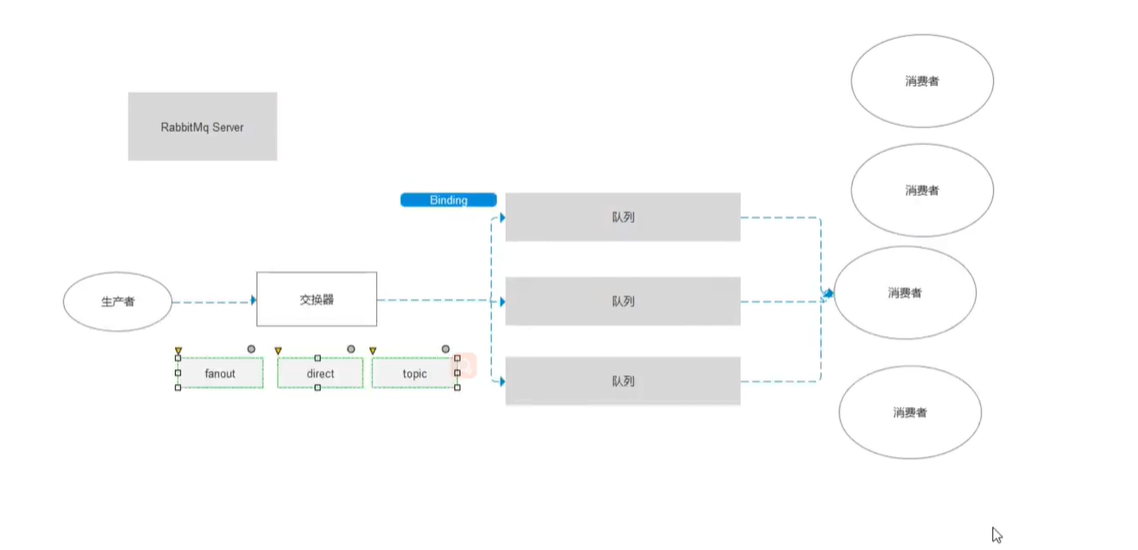 消费者
RabbitMq Server
消费者
Binding
队列
生产者
交换器
队列
消费者
fanout
direct
topic
队列
消费者